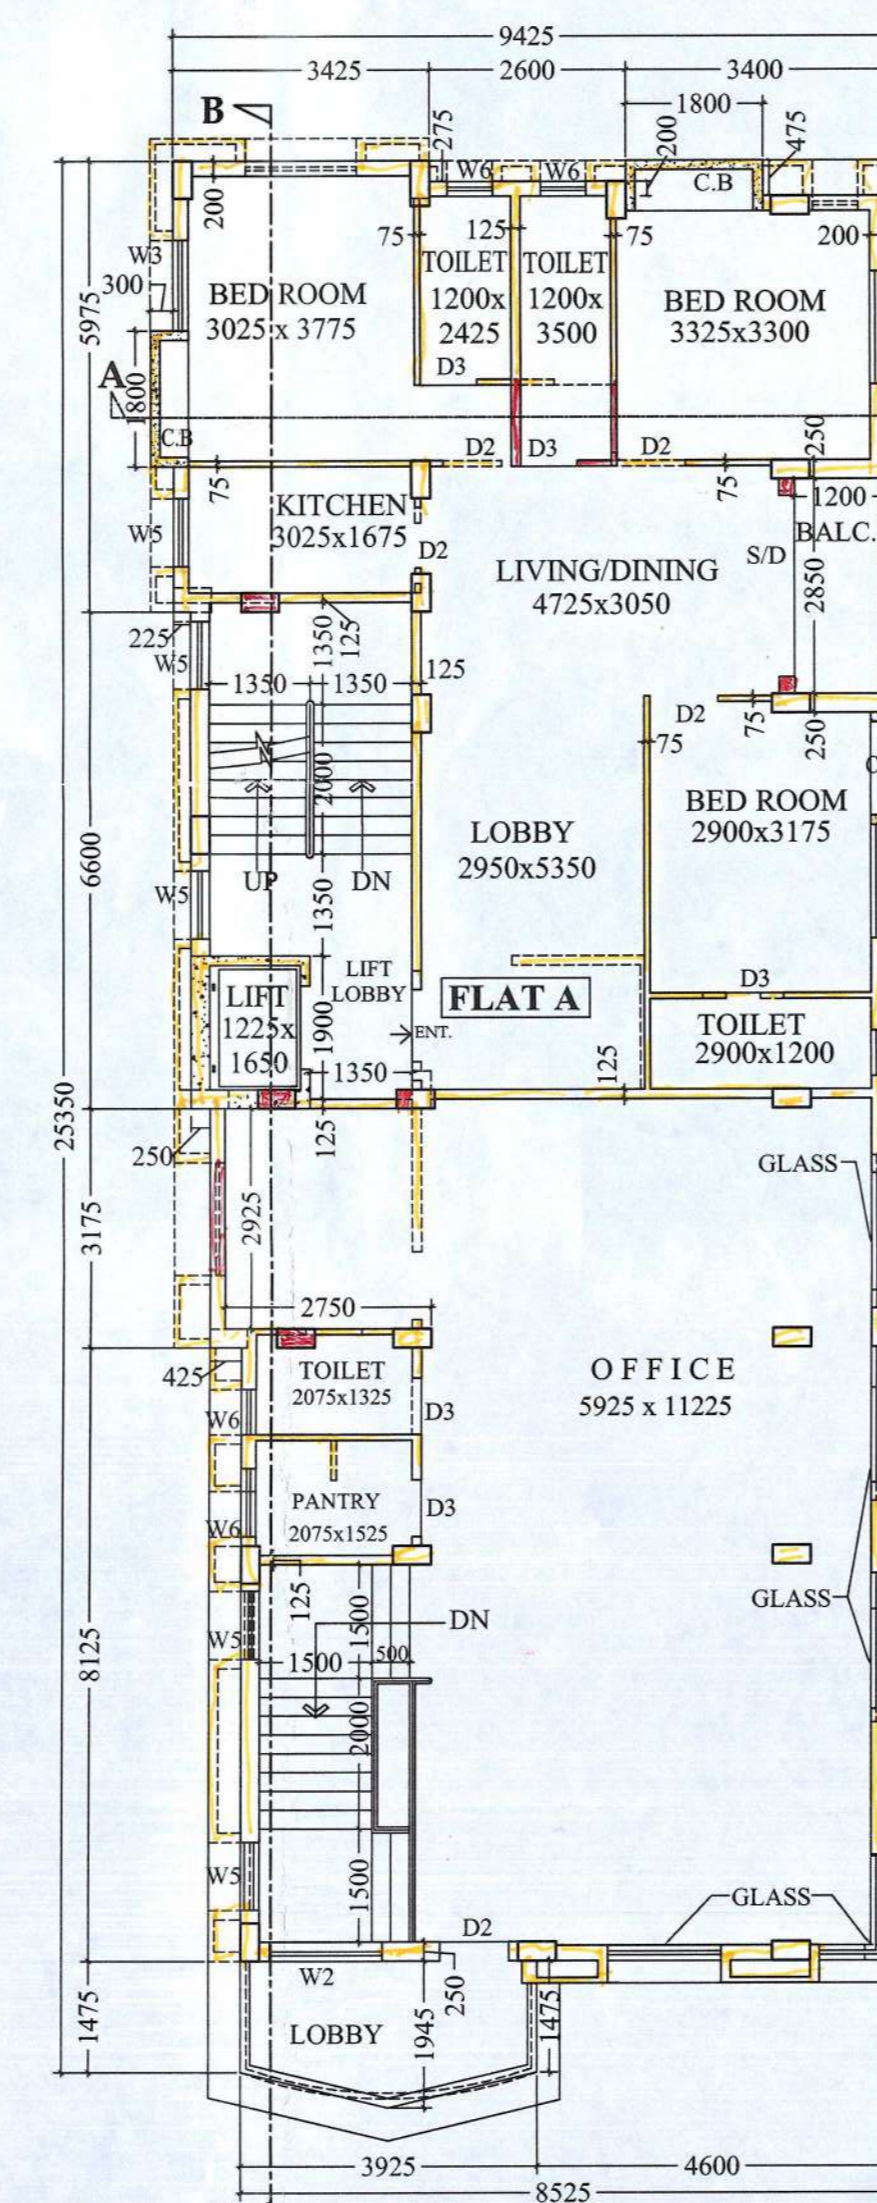 9425
3425
2600
3400
1800
B
275
200
475
W6
W6
C.B
200
75
125
75
200
W3
300
TOILET
1200x
2425
TOILET
1200x
3500
BED ROOM
3025 x 3775
BED ROOM
3325x3300
5975
D3
A
1800
C.B
D2
D3
D2
250
75
75
1200
KITCHEN
3025x1675
W5
D2
BALC.
S/D
LIVING/DINING
4725x3050
2850
225
W5
1350
125
1350
1350
125
D2
75
75
250
2000
BED ROOM
2900x3175
LOBBY
2950x5350
6600
W5
UP
DN
1350
LIFT
LOBBY
D3
LIFT
1225x
1650
1900
FLAT A
ENT.
TOILET
2900x1200
1350
125
25350
250
125
GLASS
3175
2925
2750
425
TOILET
2075x1325
OFFICE
5925 x 11225
W6
D3
PANTRY
2075x1525
W6
D3
125
1500
GLASS
DN
W5
8125
1500
500
2000
W5
1500
GLASS
D2
W2
250
1475
LOBBY
1945
1475
3925
4600
8525